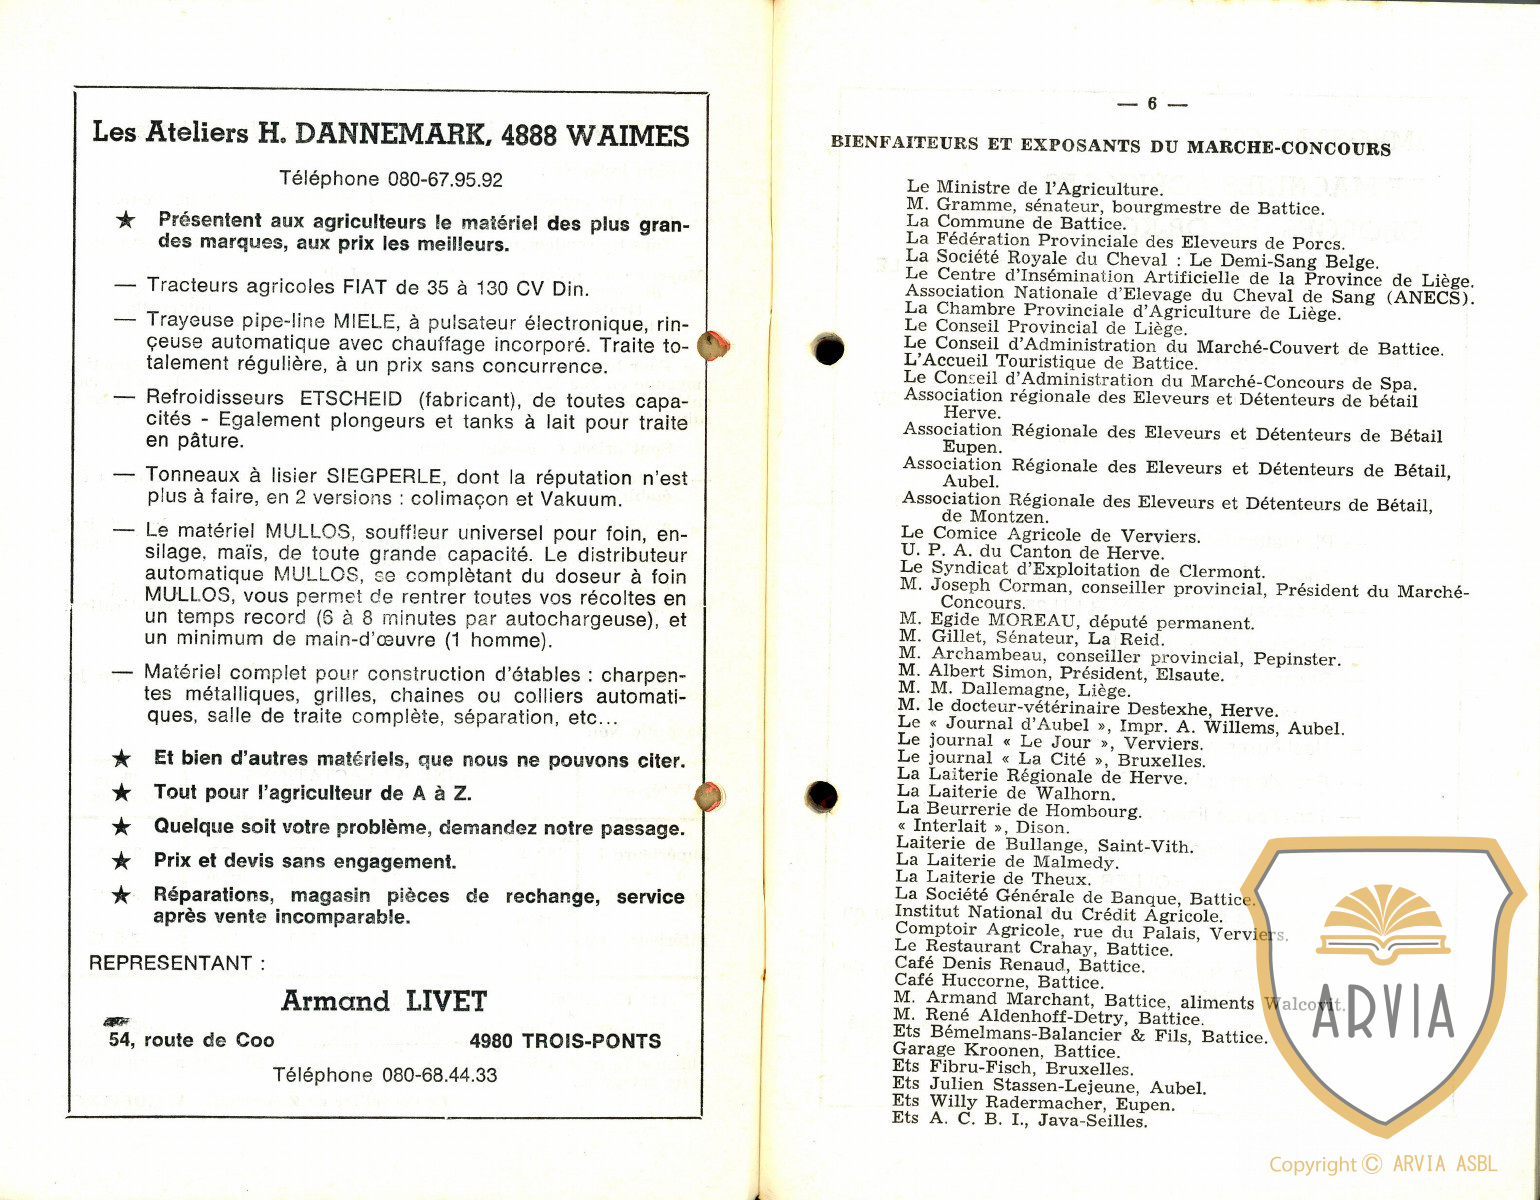 Les Ateliers H. DANNEMARK, 4888 WAIMES
Téléphone 080-67.95.92
★ Présentent aux agriculteurs le matériel des plus gran-
des marques, aux prix les meilleurs.
— Tracteurs agricoles FIAT de 35 à 130 CV Din.
— Trayeuse pipe-line MIELE, à pulsateur électronique, rin-
çeuse automatique avec chauffage incorporé. Traite to-
talement régulière, à un prix sans concurrence.
— Refroidisseurs ETSCHEID (fabricant), de toutes capa-
cités - Egalement plongeurs et tanks à lait pour traite
en pâture.
— Tonneaux à lisier SIEGPERLE, dont la réputation n'est
plus à faire, en 2 versions : colimaçon et Vakuum.
— Le matériel MULLOS, souffleur universel pour foin, en-
silage, maïs, de toute grande capacité. Le distributeur
automatique MULLOS, se complètant du doseur à foin
MULLOS, vous permet de rentrer toutes vos récoltes en
un temps record (6 à 8 minutes par autochargeuse), et
un minimum de main-d'œuvre (1 homme).
— Matériel complet pour construction d'étables : charpen-
tes métalliques, grilles, chaines ou colliers automati-
ques, salle de traite complète, séparation, etc...
★ Et bien d'autres matériels, que nous ne pouvons citer.
★ Tout pour l'agriculteur de A à Z.
★ Quelque soit votre problème, demandez notre passage.
★ Prix et devis sans engagement.
★ Réparations, magasin pièces de rechange, service
après vente incomparable.
REPRESENTANT :
Armand LIVET
54, route de Coo 4980 TROIS-PONTS
Téléphone 080-68.44.33
— 6 —
BIENFAITEURS ET EXPOSANTS DU MARCHE-CONCOURS
Le Ministre de l'Agriculture.
M. Gramme, sénateur, bourgmestre de Battice.
La Commune de Battice.
La Fédération Provinciale des Eleveurs de Porcs.
La Société Royale du Cheval : Le Demi-Sang Belge.
Le Centre d'Insémination Artificielle de la Province de Liège.
Association Nationale d'Elevage du Cheval de Sang (ANECS).
La Chambre Provinciale d'Agriculture de Liège.
Le Conseil Provincial de Liège.
Le Conseil d'Administration du Marché-Couvert de Battice.
L'Accueil Touristique de Battice.
Le Conseil d'Administration du Marché-Concours de Spa.
Association régionale des Eleveurs et Détenteurs de bétail
Herve.
Association Régionale des Eleveurs et Détenteurs de Bétail
Eupen.
Association Régionale des Eleveurs et Détenteurs de Bétail,
Aubel.
Association Régionale des Eleveurs et Détenteurs de Bétail,
de Montzen.
Le Comice Agricole de Verviers.
U. P. A. du Canton de Herve.
Le Syndicat d'Exploitation de Clermont.
M. Joseph Corman, conseiller provincial, Président du Marché-
Concours.
M. Egide MOREAU, député permanent.
M. Gillet, Sénateur, La Reid.
M. Archambeau, conseiller provincial, Pepinster.
M. Albert Simon, Président, Elsaute.
M. M. Dallemagne, Liège.
M. le docteur-vétérinaire Destexhe, Herve.
Le « Journal d'Aubel », Impr. A. Willems, Aubel.
Le journal « Le Jour », Verviers.
Le journal « La Cité », Bruxelles.
La Laiterie Régionale de Herve.
La Laiterie de Walhorn.
La Beurrerie de Hombourg.
« Interlait », Dison.
Laiterie de Bullange, Saint-Vith.
La Laiterie de Malmedy.
La Laiterie de Theux.
La Société Générale de Banque, Battice.
Institut National du Crédit Agricole.
Comptoir Agricole, rue du Palais, Verviers.
Le Restaurant Crahay, Battice.
Café Denis Renaud, Battice.
Café Huccorne, Battice.
M. Armand Marchant, Battice, aliments Walcovit.
M. René Aldenhoff-Detry, Battice.
Ets Bémelmans-Balancier & Fils, Battice.
Garage Kroonen, Battice.
Ets Fibru-Fisch, Bruxelles.
Ets Julien Stassen-Lejeune, Aubel.
Ets Willy Radermacher, Eupen.
Ets A. C. B. I., Java-Seilles.
ARVIA
Copyright © ARVIA ASBL